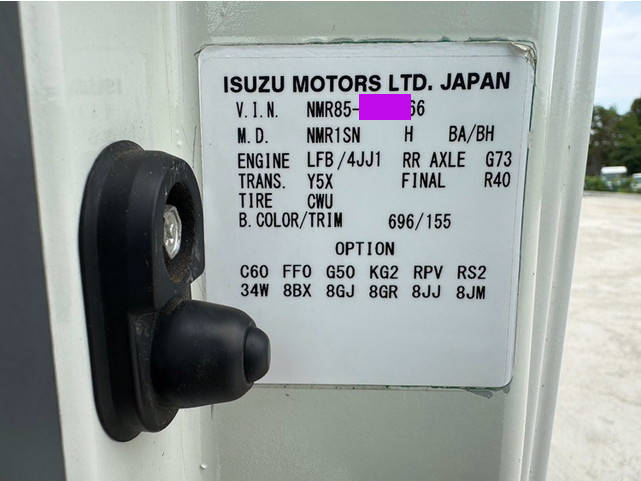 ISUZU MOTORS LTD. JAPAN
V.I.N. NMR85- 66
M.D. NMR1SN H BA/BH
ENGINE LFB/4JJ1 RR AXLE G73
TRANS. Y5X FINAL R40
TIRE CWU
B.COLOR/TRIM 696/155
OPTION
C60 FF0 G50 KG2 RPV RS2
34W 8BX 8GJ 8GR 8JJ 8JM